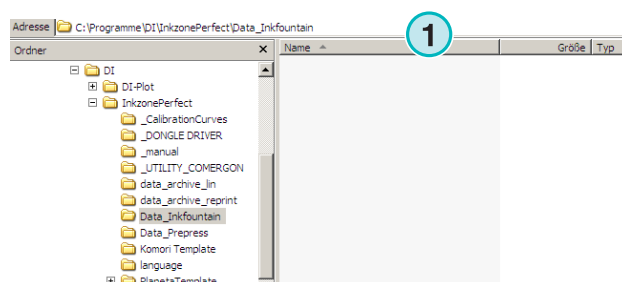 Adresse C:\Programme\DI\InkzonePerfect\Data_Inkfountain
1
Ordner
Name Größe Typ
DI
DI-Plot
InkzonePerfect
_CalibrationCurves
_DONGLE DRIVER
_manual
_UTILITY_COMERGON
data_archive_lin
data_archive_reprint
Data_Inkfountain
Data_Prepress
Komori Template
language
PlanetaTemplate